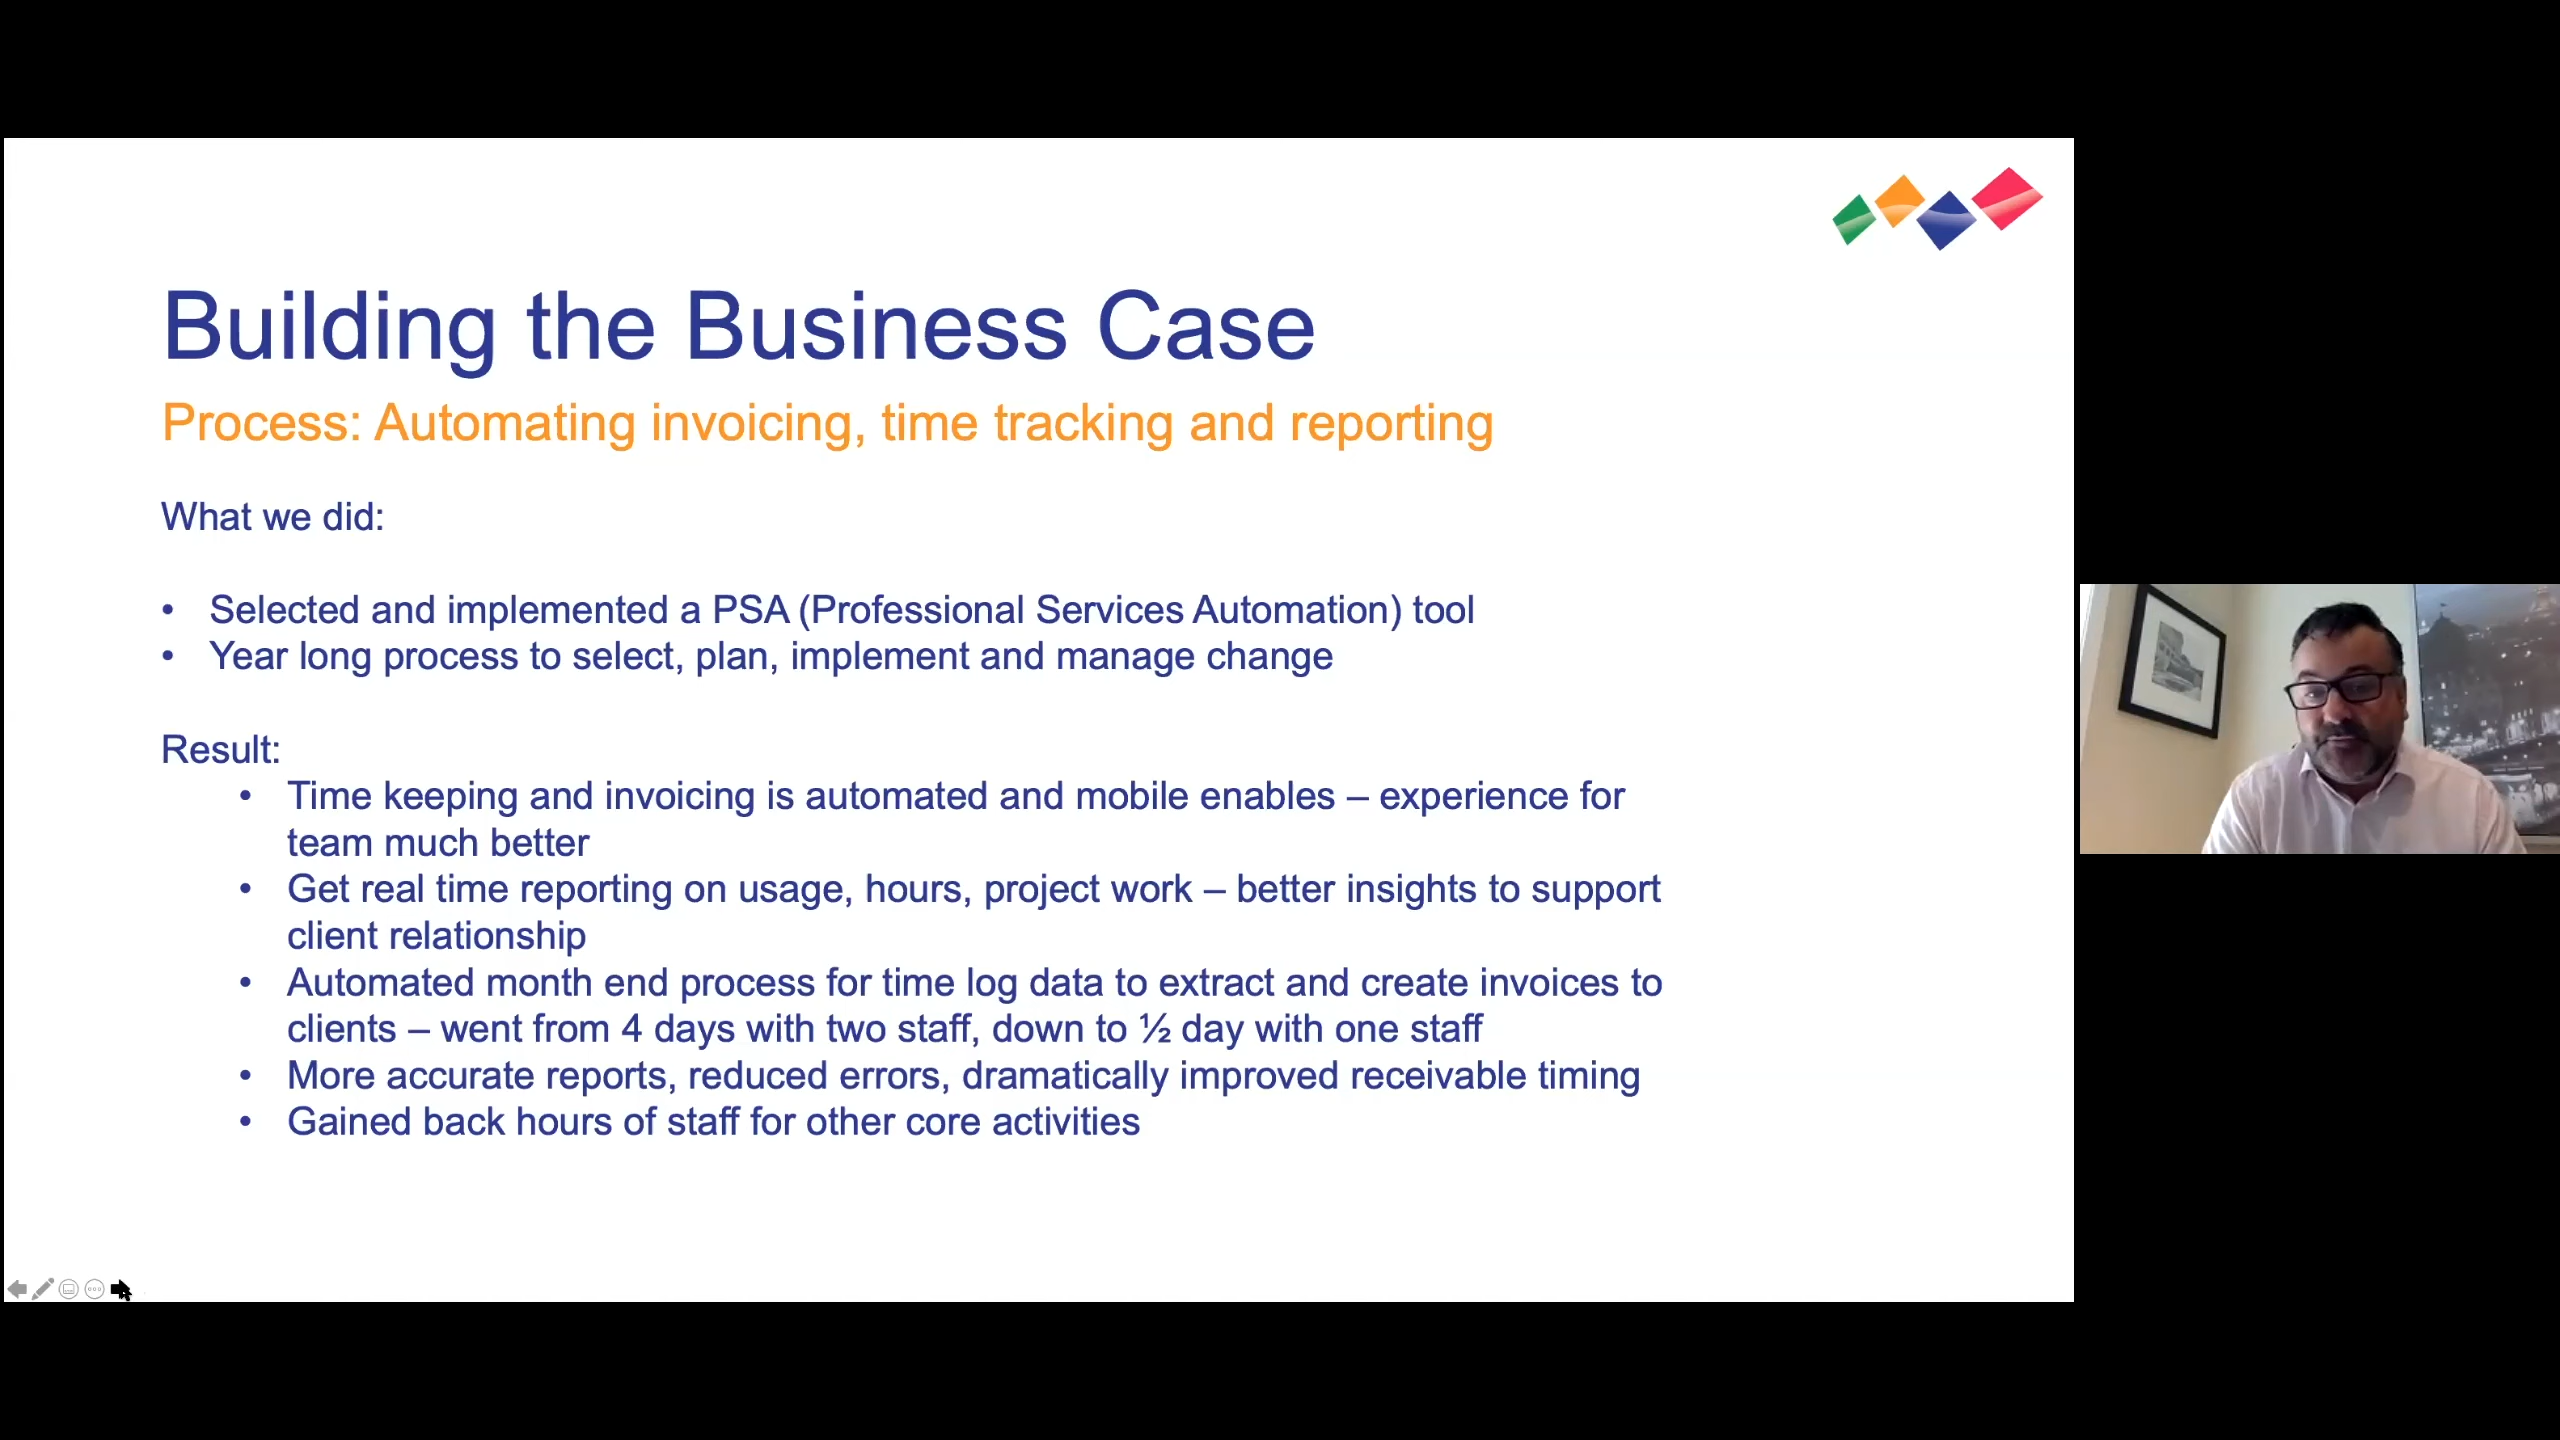 Building the Business Case
Process: Automating invoicing, time tracking and reporting
What we did:
• Selected and implemented a PSA (Professional Services Automation) tool
• Year long process to select, plan, implement and manage change
Result:
• Time keeping and invoicing is automated and mobile enables – experience for
team much better
• Get real time reporting on usage, hours, project work – better insights to support
client relationship
• Automated month end process for time log data to extract and create invoices to
clients – went from 4 days with two staff, down to ½ day with one staff
• More accurate reports, reduced errors, dramatically improved receivable timing
• Gained back hours of staff for other core activities